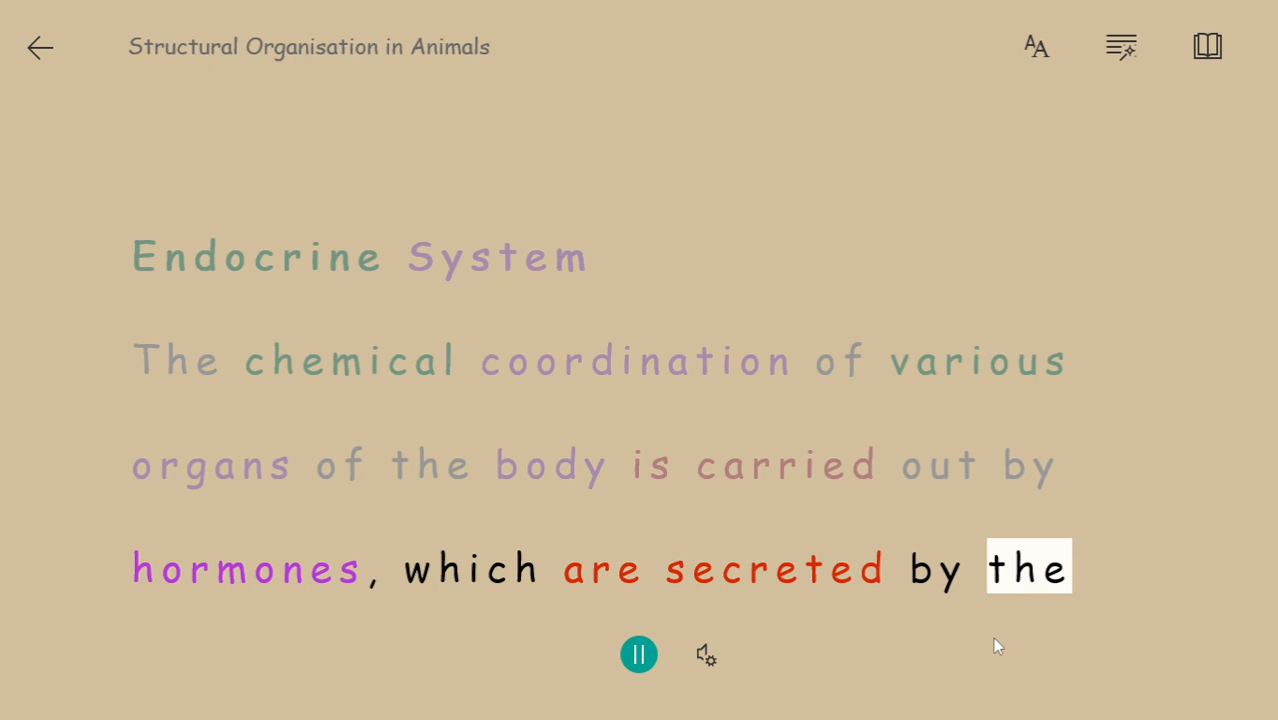 Structural Organisation in Animals
Endocrine System
The chemical coordination of various
organs of the body is carried out by
hormones, which are secreted by the